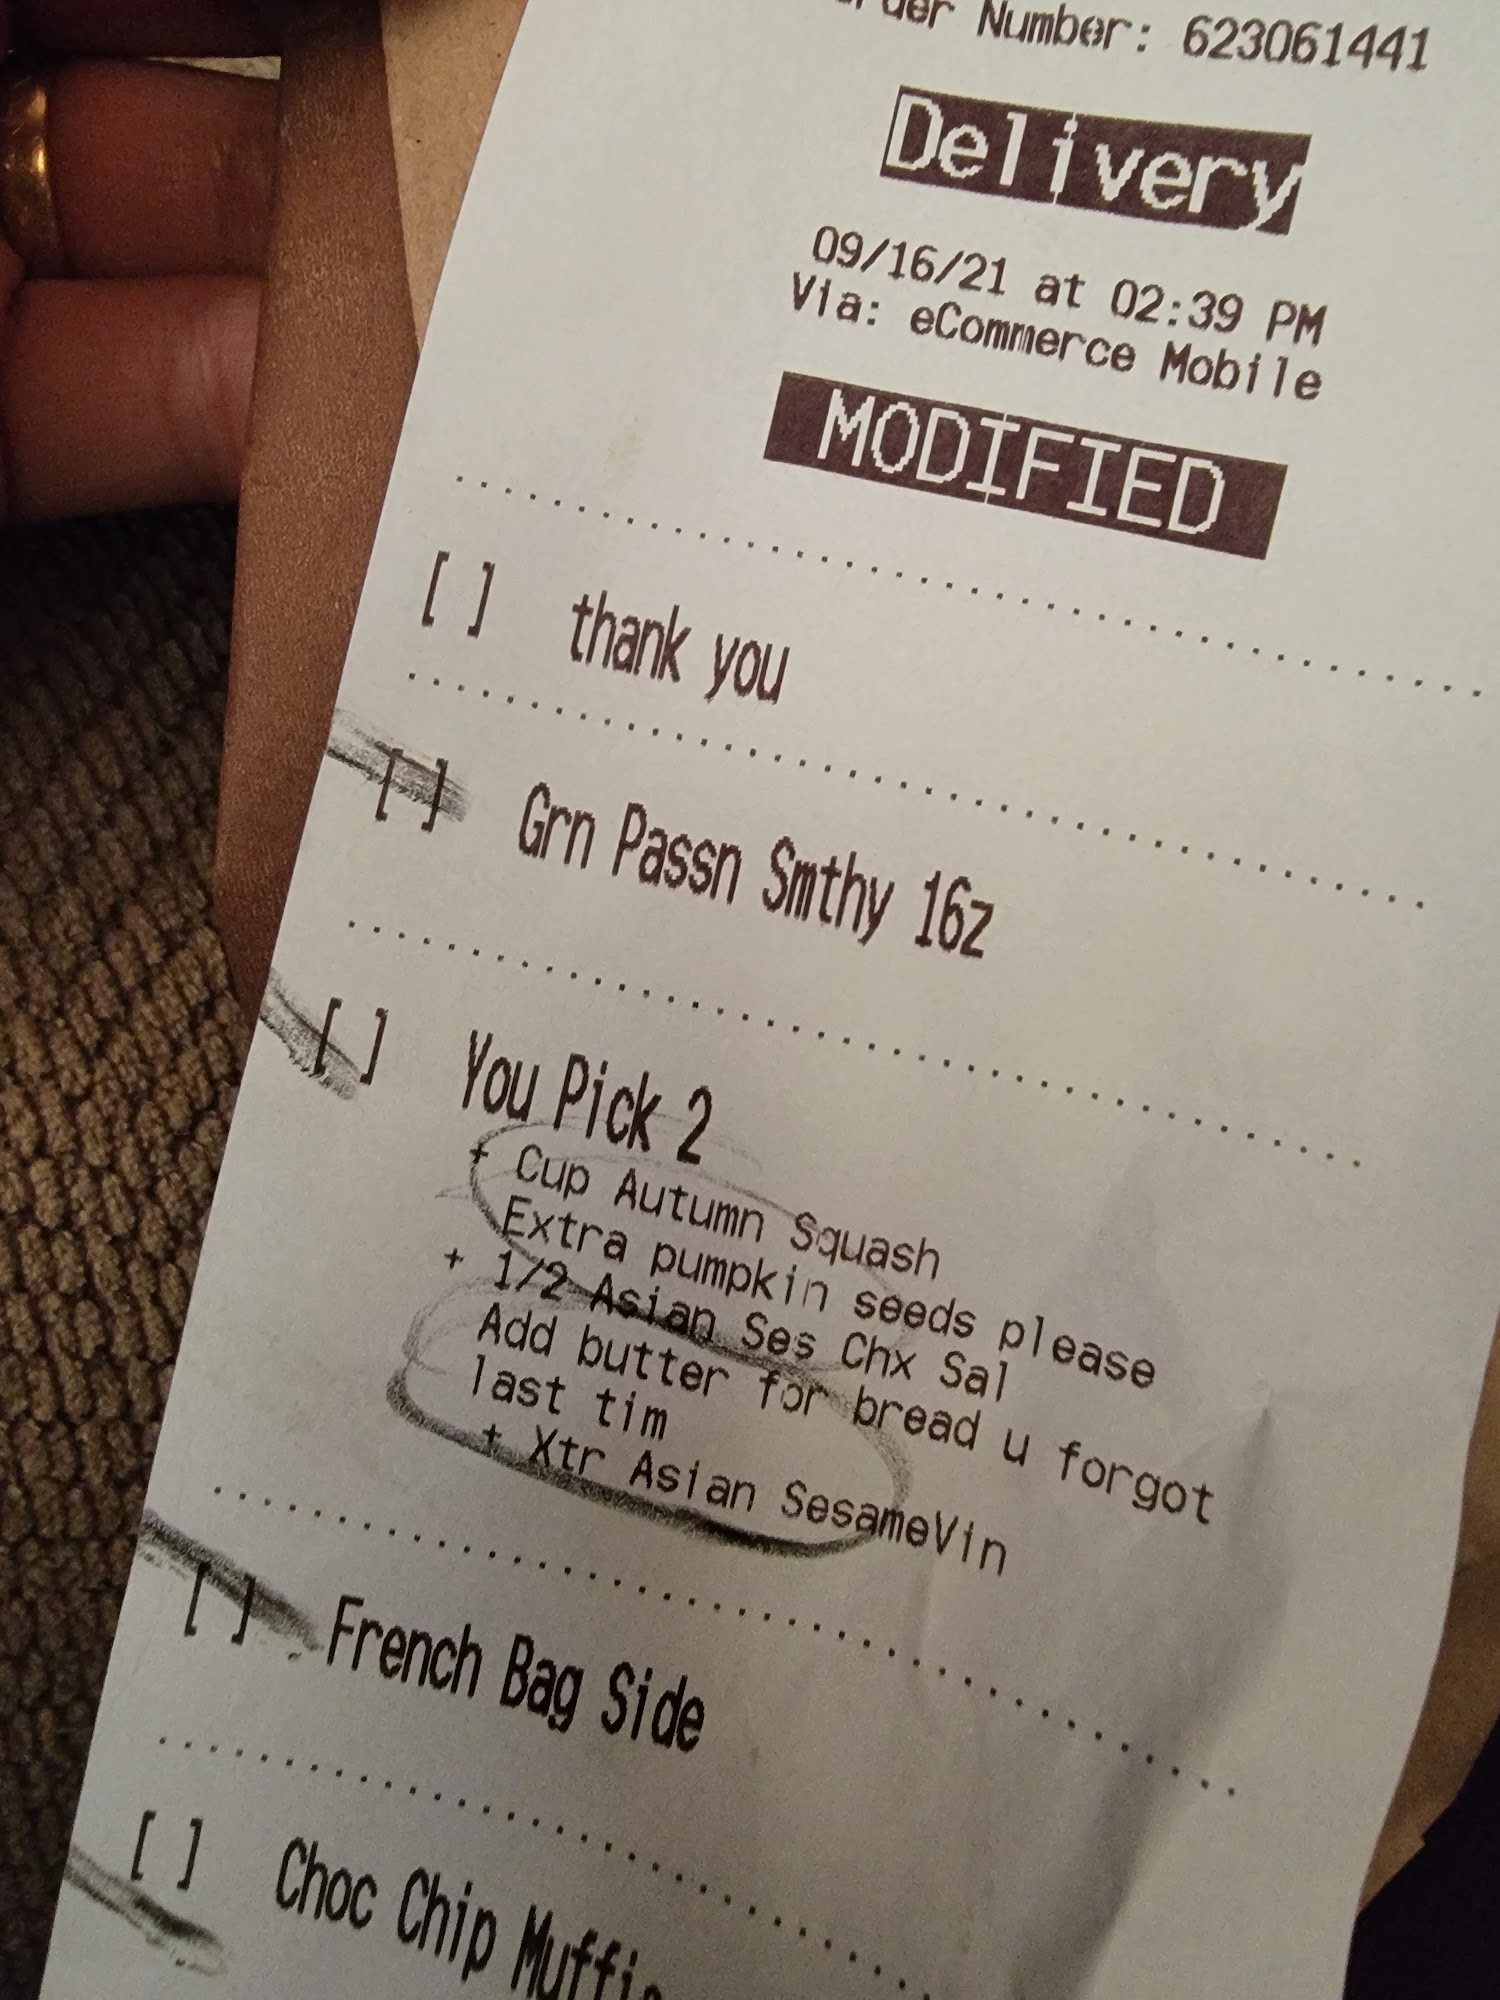 Order Number: 623061441
Delivery
09/16/21 at 02:39 PM
Via: eCommerce Mobile
MODIFIED
[ ] thank you
[ ] Grn Passn Smthy 16z
[ ] You Pick 2
+ Cup Autumn Squash
Extra pumpkin seeds please
+ 1/2 Asian Ses Chx Sal
Add butter for bread u forgot
last tim
+ Xtr Asian SesameVin
[ ] French Bag Side
[ ] Choc Chip Muffi